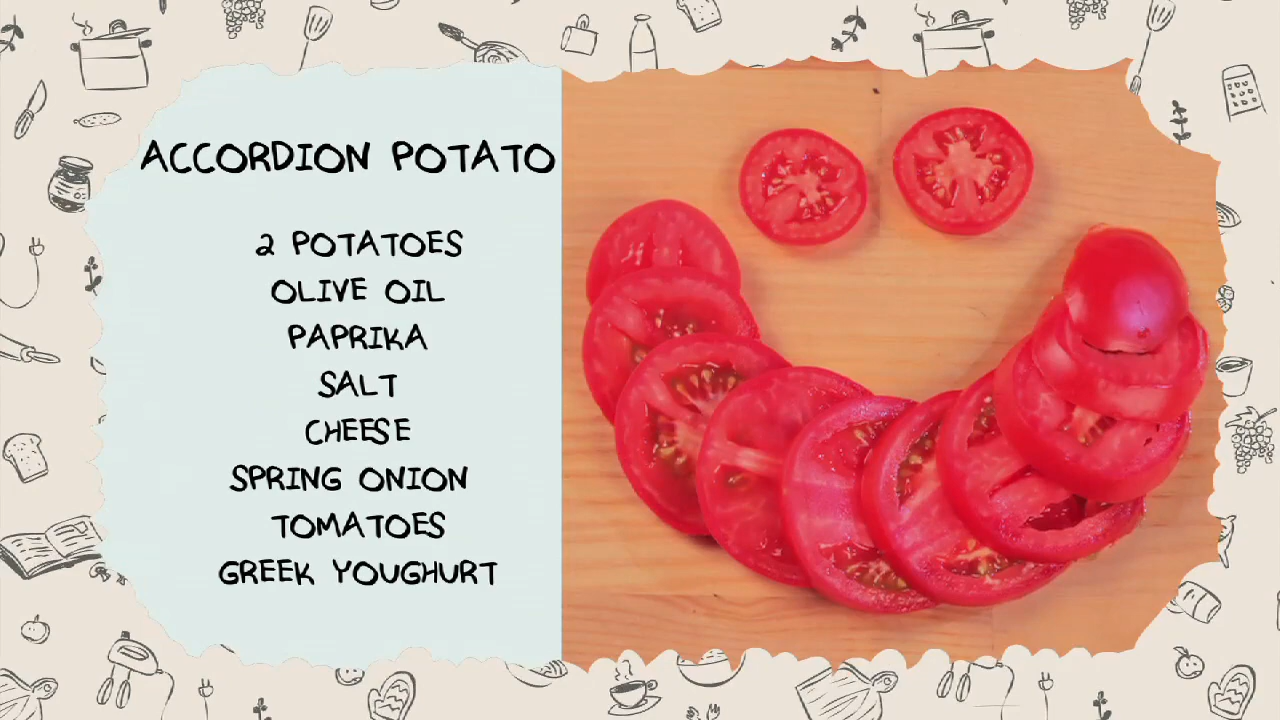 ACCORDION POTATO
2 POTATOES
OLIVE OIL
PAPRIKA
SALT
CHEESE
SPRING ONION
TOMATOES
GREEK YOUGHURT